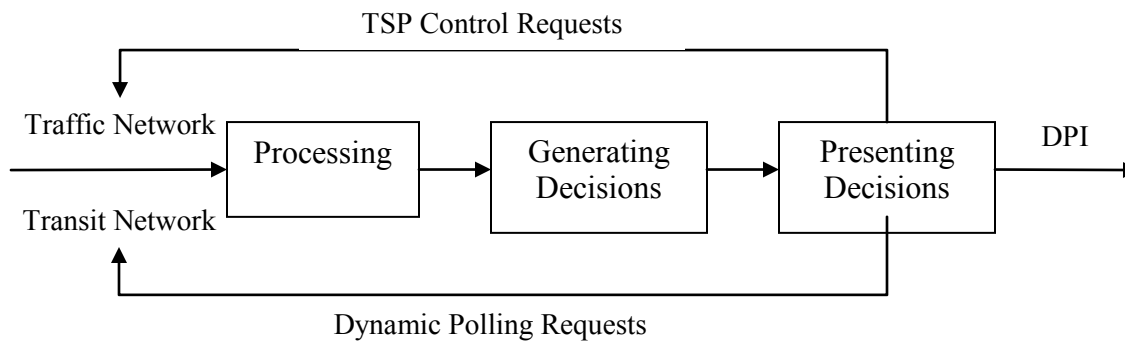 TSP Control Requests
Traffic Network
Processing
Generating
Decisions
Presenting
Decisions
DPI
Transit Network
Dynamic Polling Requests